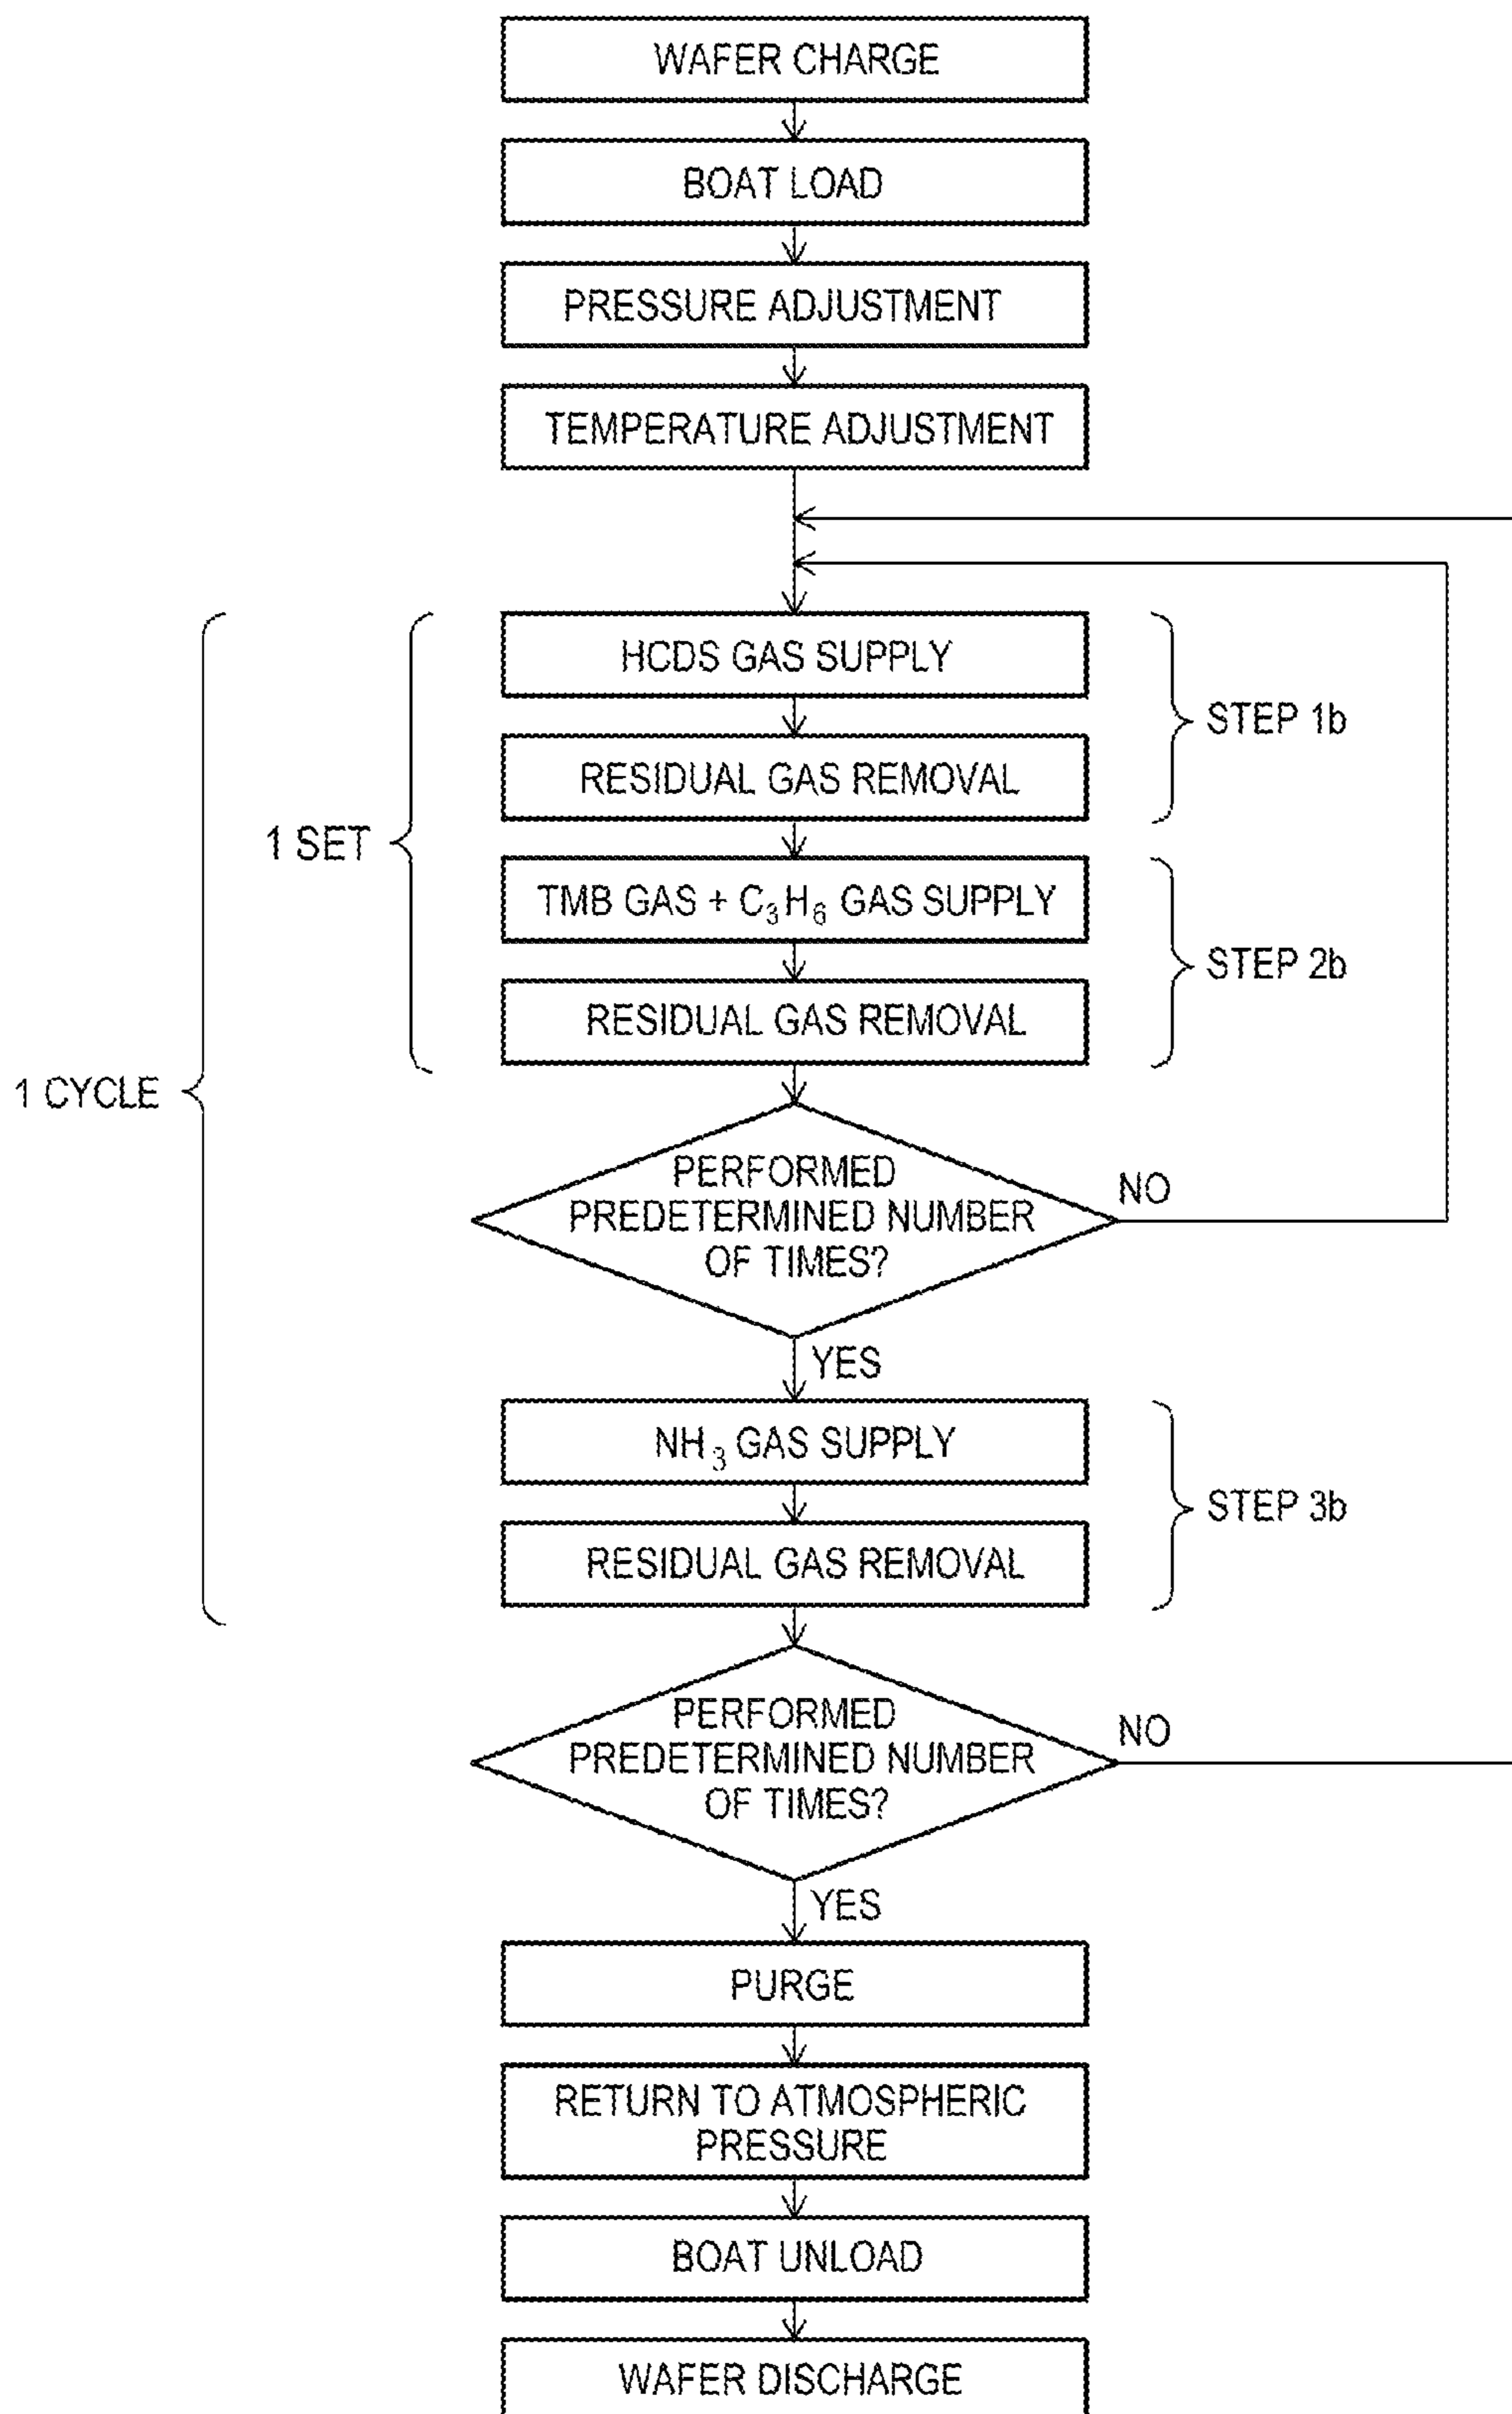 WAFER CHARGE
BOAT LOAD
PRESSURE ADJUSTMENT
TEMPERATURE ADJUSTMENT
HCDS GAS SUPPLY
STEP 1b
RESIDUAL GAS REMOVAL
1 SET
TMB GAS + C₃H₆ GAS SUPPLY
STEP 2b
RESIDUAL GAS REMOVAL
1 CYCLE
PERFORMED
PREDETERMINED NUMBER
OF TIMES?
NO
YES
NH₃ GAS SUPPLY
STEP 3b
RESIDUAL GAS REMOVAL
PERFORMED
PREDETERMINED NUMBER
OF TIMES?
NO
YES
PURGE
RETURN TO ATMOSPHERIC
PRESSURE
BOAT UNLOAD
WAFER DISCHARGE